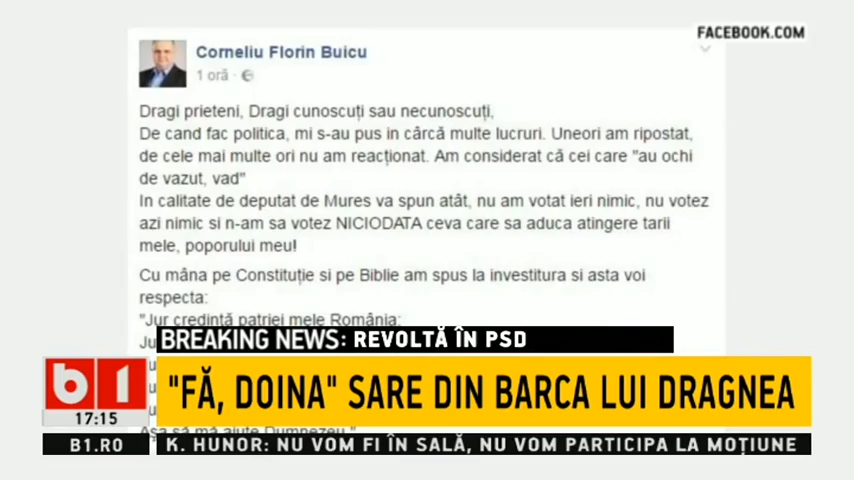 FACEBOOK.COM
Corneliu Florin Buicu
1 oră
Dragi prieteni, Dragi cunoscuți sau necunoscuți,
De cand fac politica, mi s-au pus in cârcă multe lucruri. Uneori am ripostat,
de cele mai multe ori nu am reacționat. Am considerat că cei care "au ochi
de vazut, vad"
In calitate de deputat de Mures va spun atât, nu am votat ieri nimic, nu votez
azi nimic si n-am sa votez NICIODATA ceva care sa aduca atingere tarii
mele, poporului meu!
Cu mâna pe Constituție si pe Biblie am spus la investitura si asta voi
respecta:
"Jur credință patriei mele România;
BREAKING NEWS: REVOLTĂ ÎN PSD
"FĂ, DOINA" SARE DIN BARCA LUI DRAGNEA
b1
17:15
B1.RO
K. HUNOR: NU VOM FI ÎN SALĂ, NU VOM PARTICIPA LA MOȚIUNE